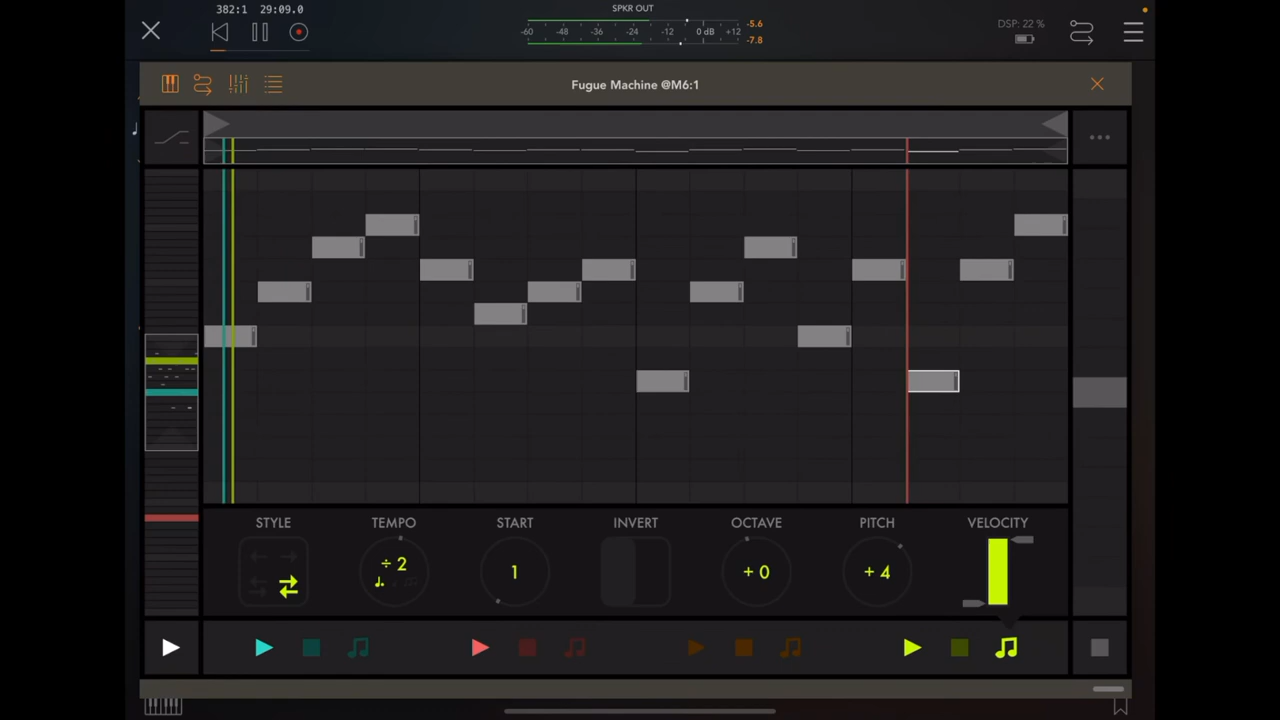 382:1 29:09.0
SPKR OUT
-60 -48 -36 -24 -12 0 dB +12
-5.6
-7.8
DSP: 22 %
Fugue Machine @M6:1
STYLE TEMPO START INVERT OCTAVE PITCH VELOCITY
÷ 2 1 + 0 + 4